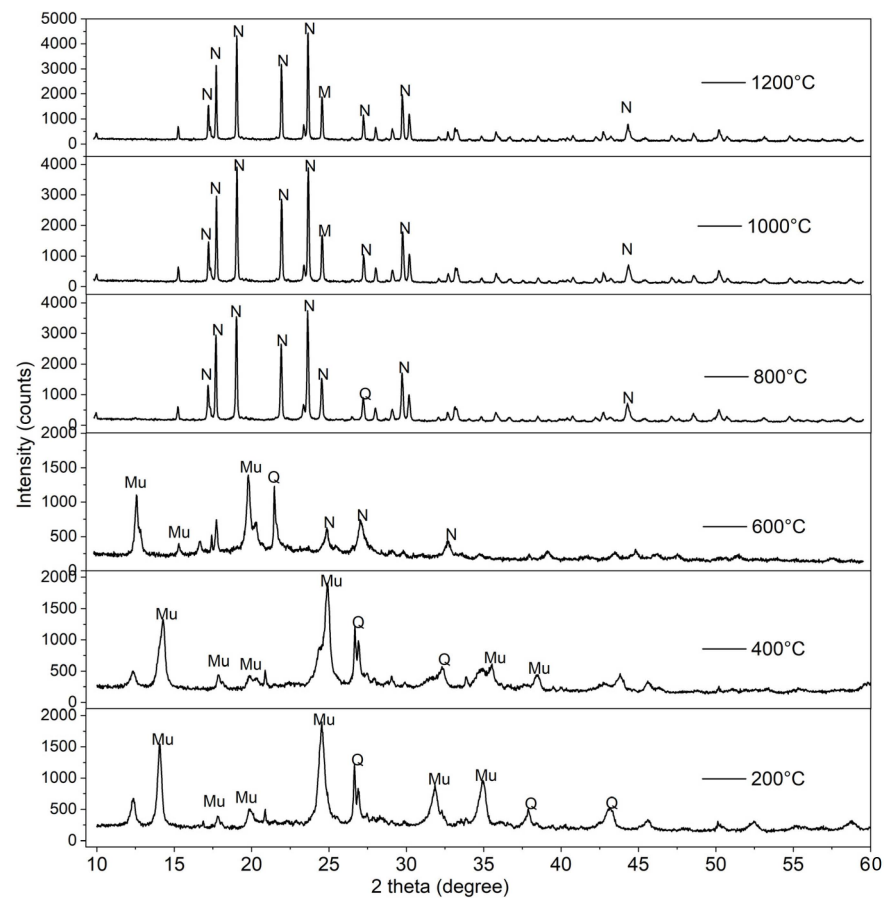 5000
4000
3000
2000
1000
0
N N N N N M N N N
1200°C
4000
3000
2000
1000
0
N N N N N M N N N
1000°C
4000
3000
2000
1000
0
N N N N N N Q N N
800°C
2000
1500
1000
500
0
Mu Mu Mu Q N N N
600°C
2000
1500
1000
500
0
Mu Mu Mu Mu Q Q Mu Mu
400°C
2000
1500
1000
500
0
Mu Mu Mu Mu Q Mu Mu Q Q
200°C
Intensity (counts)
10 15 20 25 30 35 40 45 50 55 60
2 theta (degree)